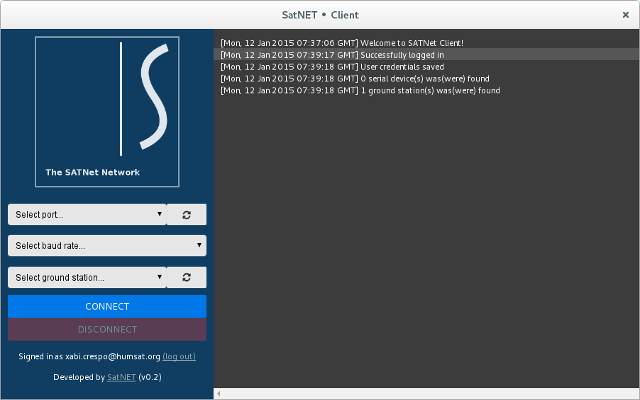 SatNET • Client
The SATNet Network
Select port...
Select baud rate...
Select ground station...
CONNECT
DISCONNECT
Signed in as xabi.crespo@humsat.org (log out)
Developed by SatNET (v0.2)
[Mon, 12 Jan 2015 07:37:06 GMT] Welcome to SATNet Client!
[Mon, 12 Jan 2015 07:39:17 GMT] Successfully logged in
[Mon, 12 Jan 2015 07:39:18 GMT] User credentials saved
[Mon, 12 Jan 2015 07:39:18 GMT] 0 serial device(s) was(were) found
[Mon, 12 Jan 2015 07:39:18 GMT] 1 ground station(s) was(were) found